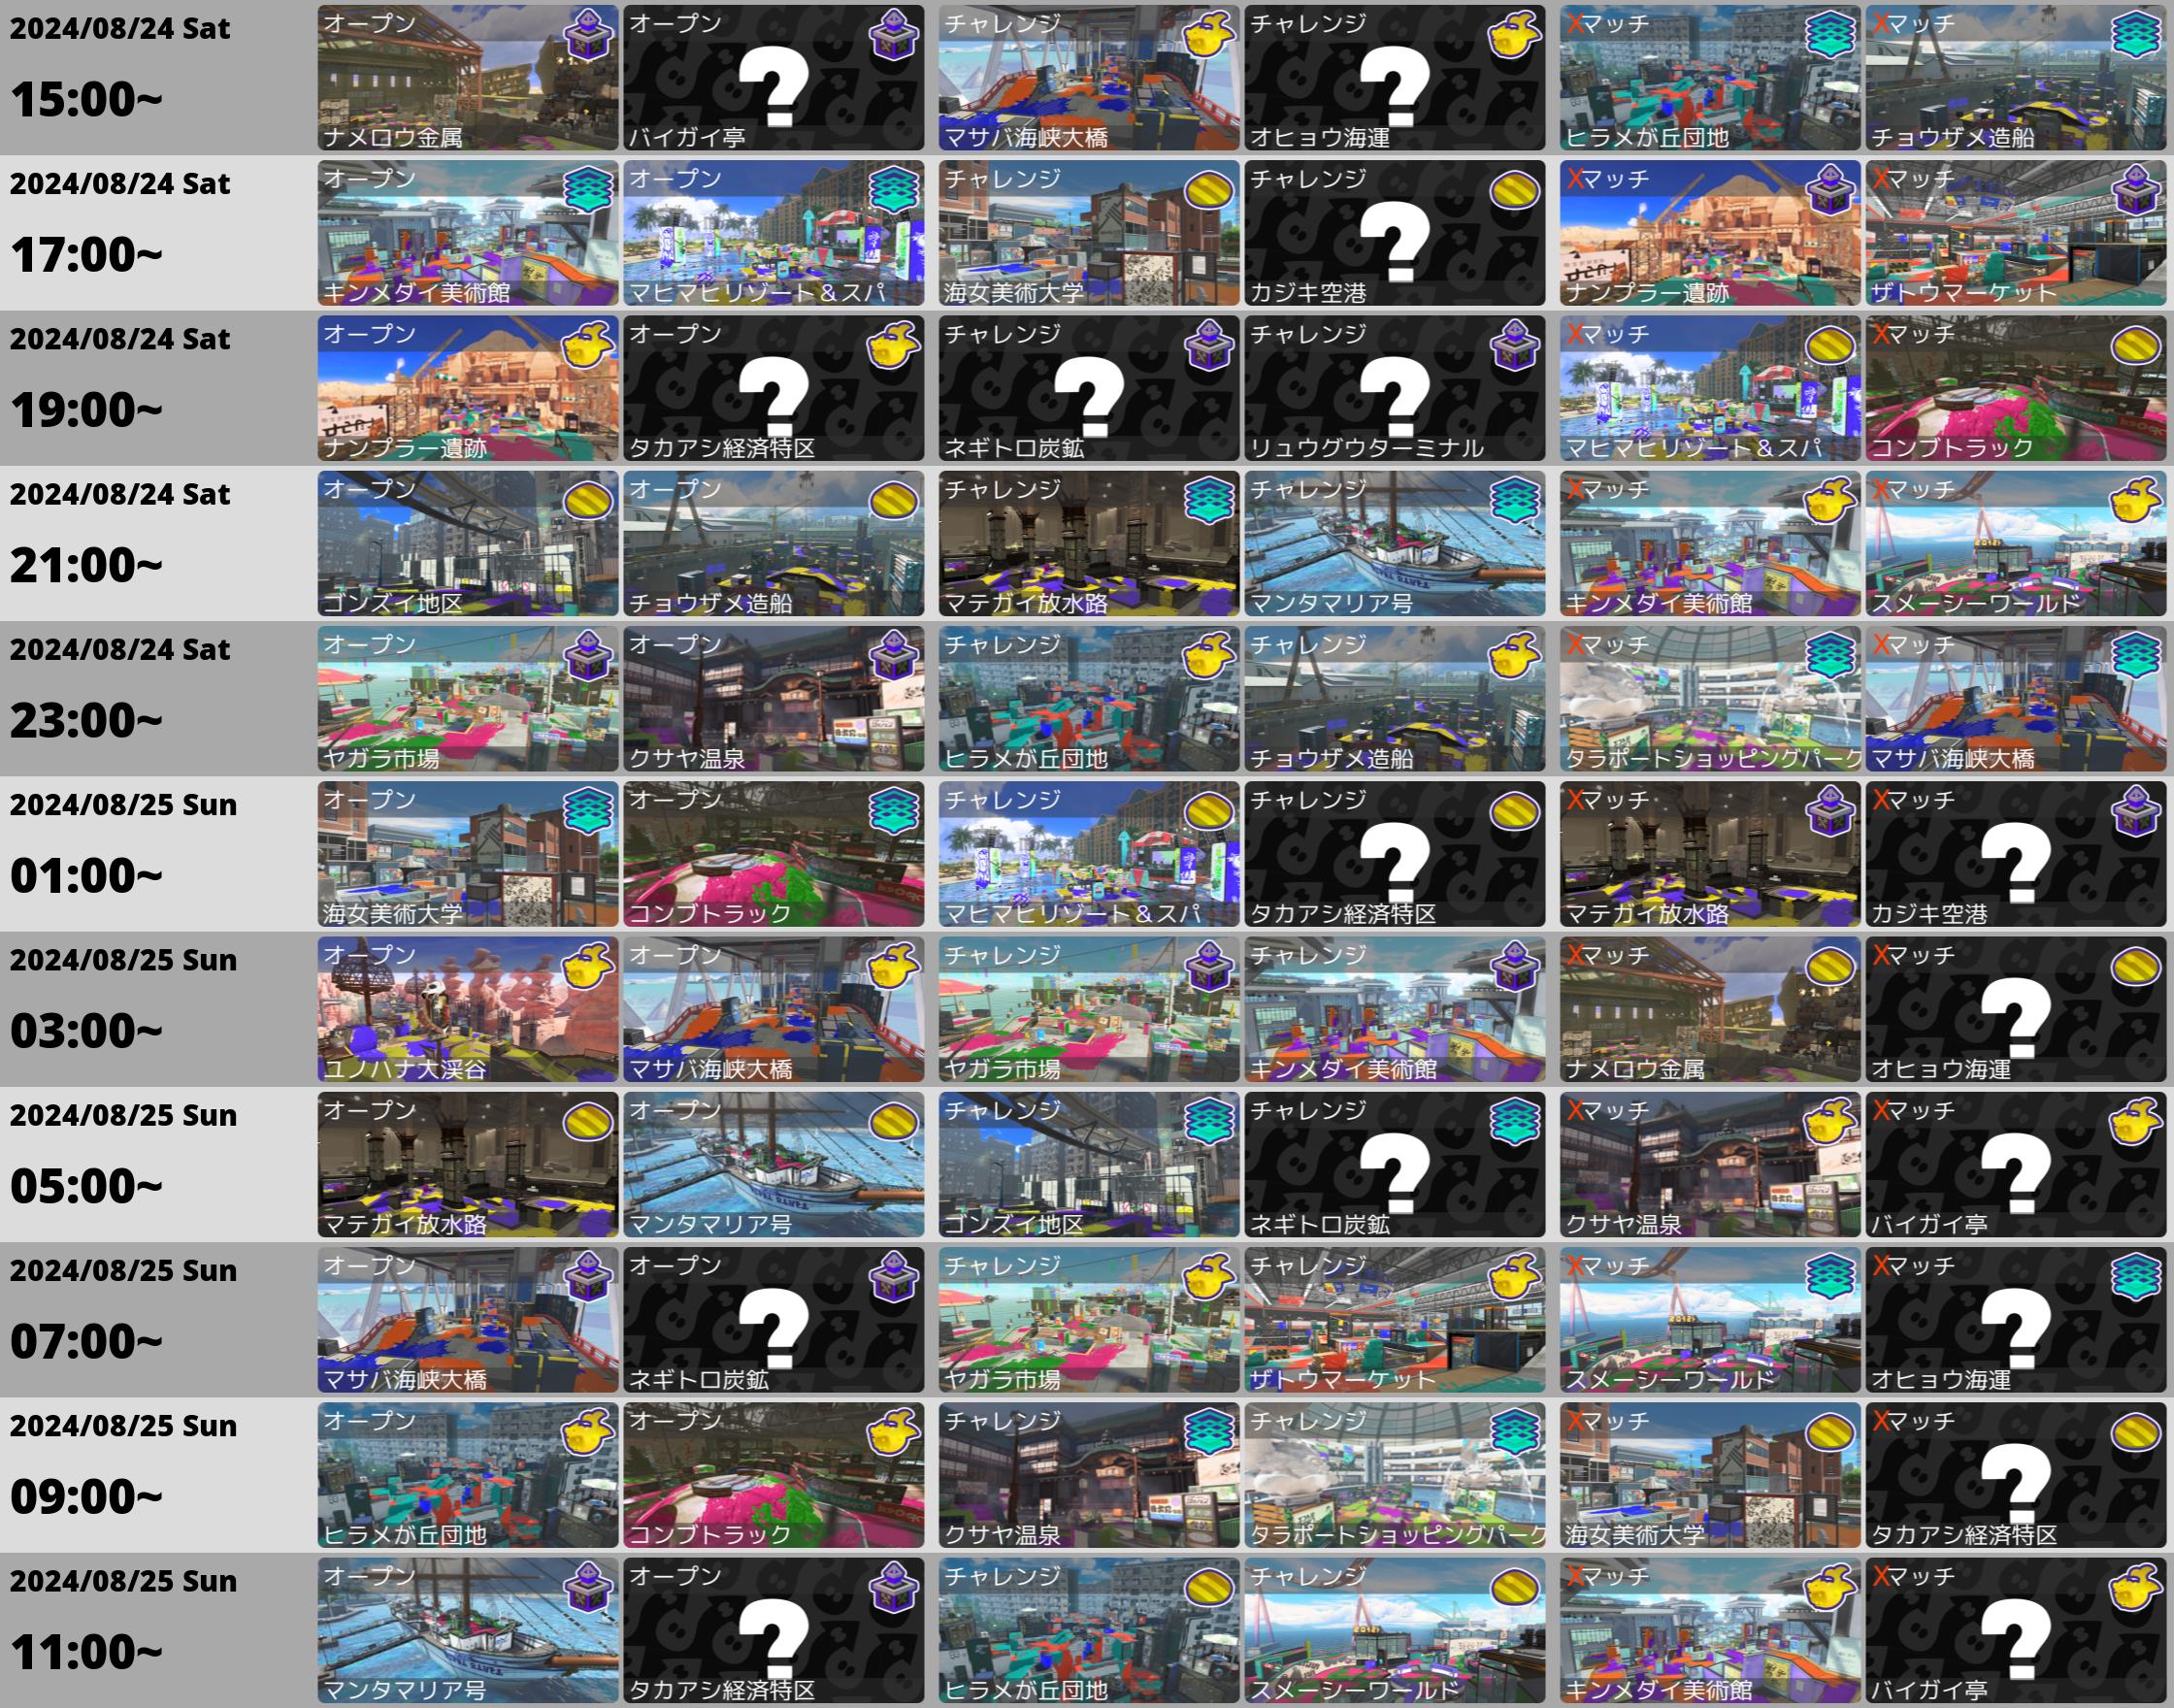 2024/08/24 Sat
15:00~
オープン
ナメロウ金属
オープン
バイガイ亭
チャレンジ
マサバ海峡大橋
チャレンジ
オヒョウ海運
Xマッチ
ヒラメが丘団地
Xマッチ
チョウザメ造船
2024/08/24 Sat
17:00~
オープン
キンメダイ美術館
オープン
マヒマヒリゾート＆スパ
チャレンジ
海女美術大学
チャレンジ
カジキ空港
Xマッチ
ナンプラー遺跡
Xマッチ
ザトウマーケット
2024/08/24 Sat
19:00~
オープン
ナンプラー遺跡
オープン
タカアシ経済特区
チャレンジ
ネギトロ炭鉱
チャレンジ
リュウグウターミナル
Xマッチ
マヒマヒリゾート＆スパ
Xマッチ
コンブトラック
2024/08/24 Sat
21:00~
オープン
ゴンズイ地区
オープン
チョウザメ造船
チャレンジ
マテガイ放水路
チャレンジ
マンタマリア号
Xマッチ
キンメダイ美術館
Xマッチ
スメーシーワールド
2024/08/24 Sat
23:00~
オープン
ヤガラ市場
オープン
クサヤ温泉
チャレンジ
ヒラメが丘団地
チャレンジ
チョウザメ造船
Xマッチ
タラポートショッピングパーク
Xマッチ
マサバ海峡大橋
2024/08/25 Sun
01:00~
オープン
海女美術大学
オープン
コンブトラック
チャレンジ
マヒマヒリゾート＆スパ
チャレンジ
タカアシ経済特区
Xマッチ
マテガイ放水路
Xマッチ
カジキ空港
2024/08/25 Sun
03:00~
オープン
ユノハナ大渓谷
オープン
マサバ海峡大橋
チャレンジ
ヤガラ市場
チャレンジ
キンメダイ美術館
Xマッチ
ナメロウ金属
Xマッチ
オヒョウ海運
2024/08/25 Sun
05:00~
オープン
マテガイ放水路
オープン
マンタマリア号
チャレンジ
ゴンズイ地区
チャレンジ
ネギトロ炭鉱
Xマッチ
クサヤ温泉
Xマッチ
バイガイ亭
2024/08/25 Sun
07:00~
オープン
マサバ海峡大橋
オープン
ネギトロ炭鉱
チャレンジ
ヤガラ市場
チャレンジ
ザトウマーケット
Xマッチ
スメーシーワールド
Xマッチ
オヒョウ海運
2024/08/25 Sun
09:00~
オープン
ヒラメが丘団地
オープン
コンブトラック
チャレンジ
クサヤ温泉
チャレンジ
タラポートショッピングパーク
Xマッチ
海女美術大学
Xマッチ
タカアシ経済特区
2024/08/25 Sun
11:00~
オープン
マンタマリア号
オープン
タカアシ経済特区
チャレンジ
ヒラメが丘団地
チャレンジ
スメーシーワールド
Xマッチ
キンメダイ美術館
Xマッチ
バイガイ亭